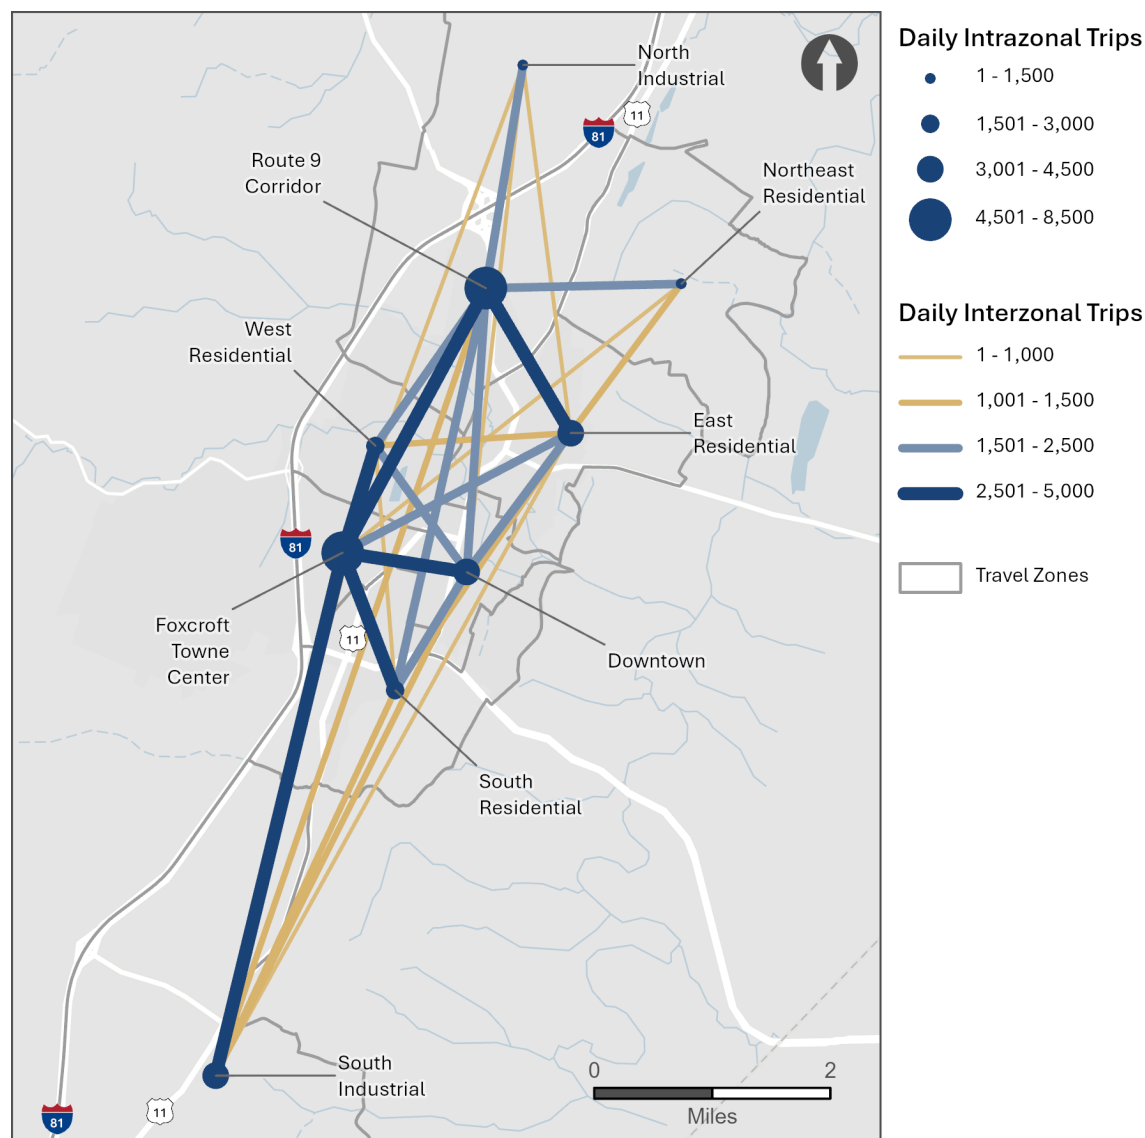 North
Industrial
11
81
Route 9
Corridor
Northeast
Residential
West
Residential
East
Residential
81
Foxcroft
Towne
Center
11
Downtown
South
Residential
South
Industrial
81
11
0 2
Miles
Daily Intrazonal Trips
1 - 1,500
1,501 - 3,000
3,001 - 4,500
4,501 - 8,500
Daily Interzonal Trips
1 - 1,000
1,001 - 1,500
1,501 - 2,500
2,501 - 5,000
Travel Zones